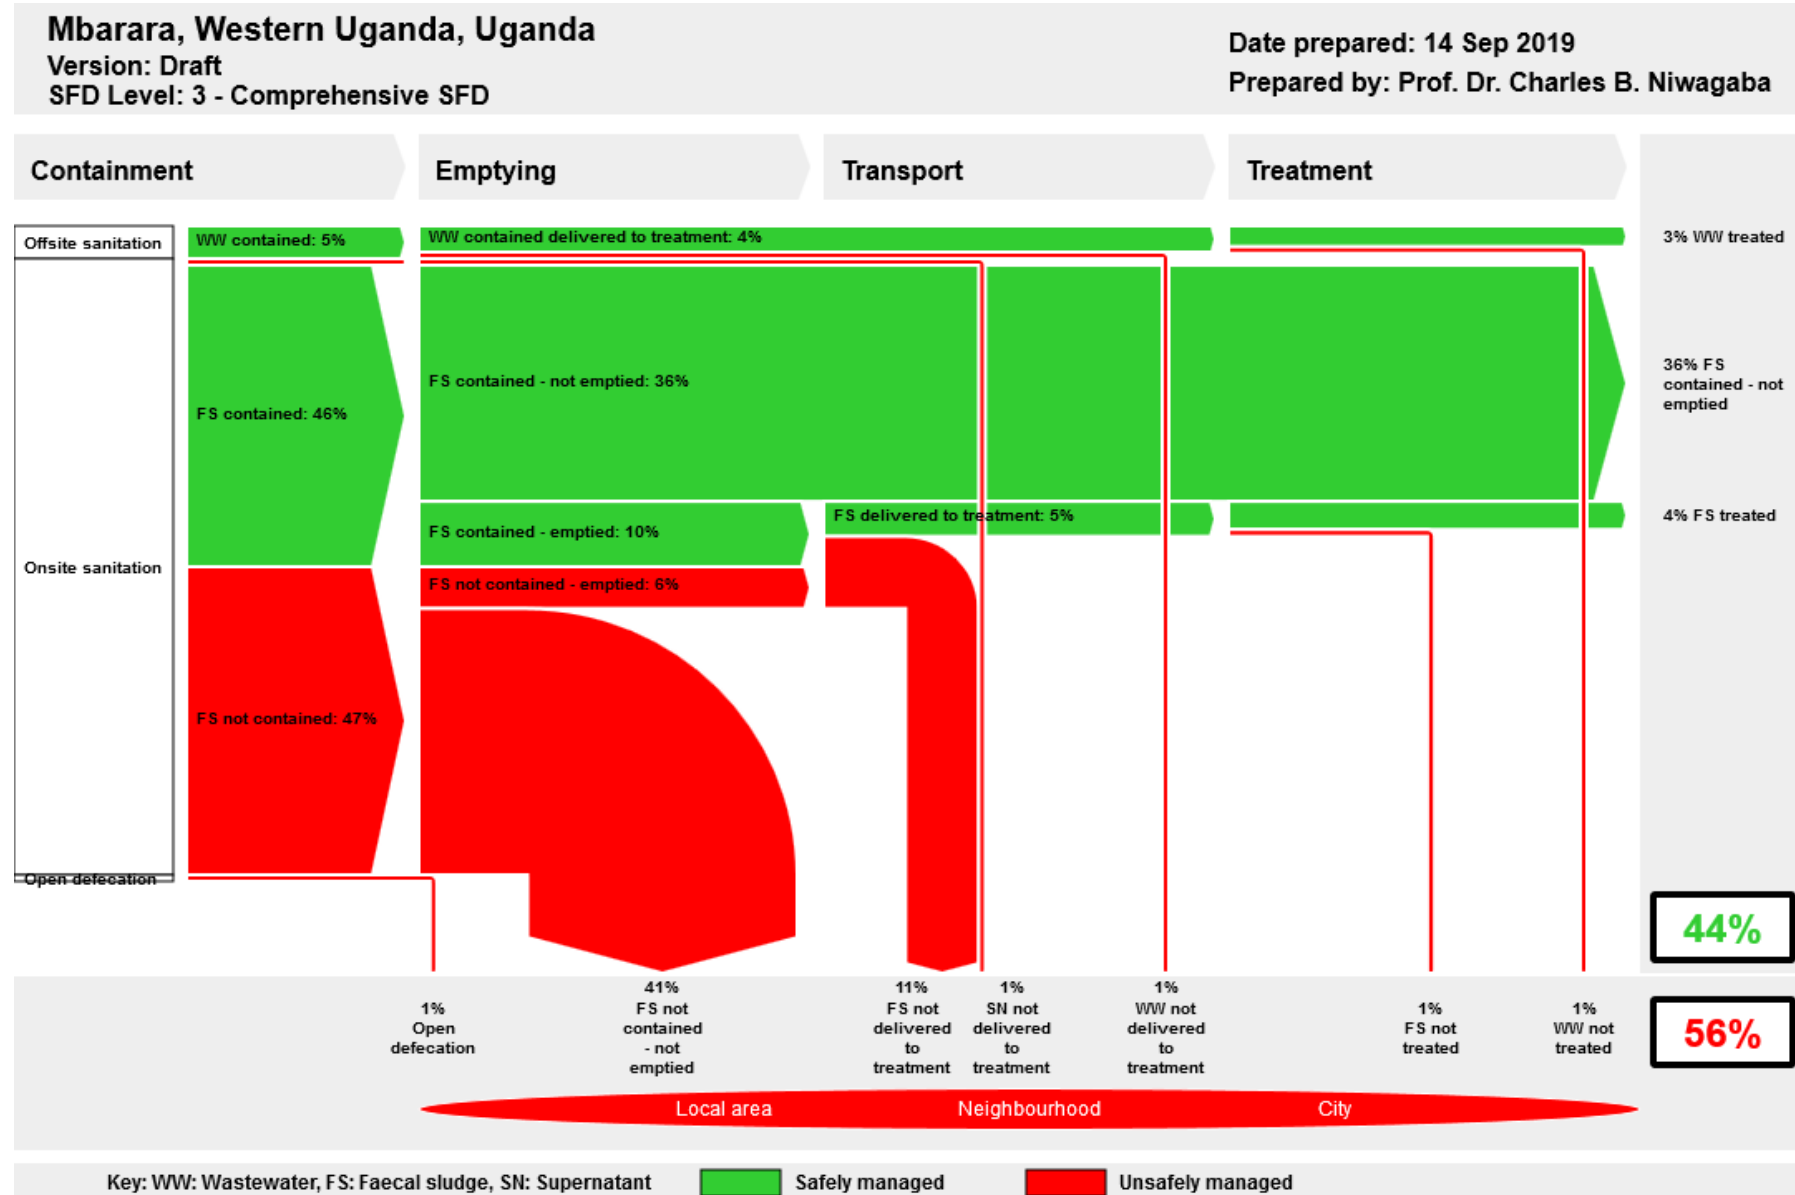 Mbarara, Western Uganda, Uganda
Version: Draft
SFD Level: 3 - Comprehensive SFD
Date prepared: 14 Sep 2019
Prepared by: Prof. Dr. Charles B. Niwagaba
Containment
Emptying
Transport
Treatment
Offsite sanitation
WW contained: 5%
WW contained delivered to treatment: 4%
3% WW treated
FS contained: 46%
FS contained - not emptied: 36%
36% FS
contained - not
emptied
FS contained - emptied: 10%
FS delivered to treatment: 5%
4% FS treated
Onsite sanitation
FS not contained - emptied: 6%
FS not contained: 47%
Open defecation
44%
1%
Open
defecation
41%
FS not
contained
- not
emptied
11%
FS not
delivered
to
treatment
1%
SN not
delivered
to
treatment
1%
WW not
delivered
to
treatment
1%
FS not
treated
1%
WW not
treated
56%
Local area
Neighbourhood
City
Key: WW: Wastewater, FS: Faecal sludge, SN: Supernatant
Safely managed
Unsafely managed